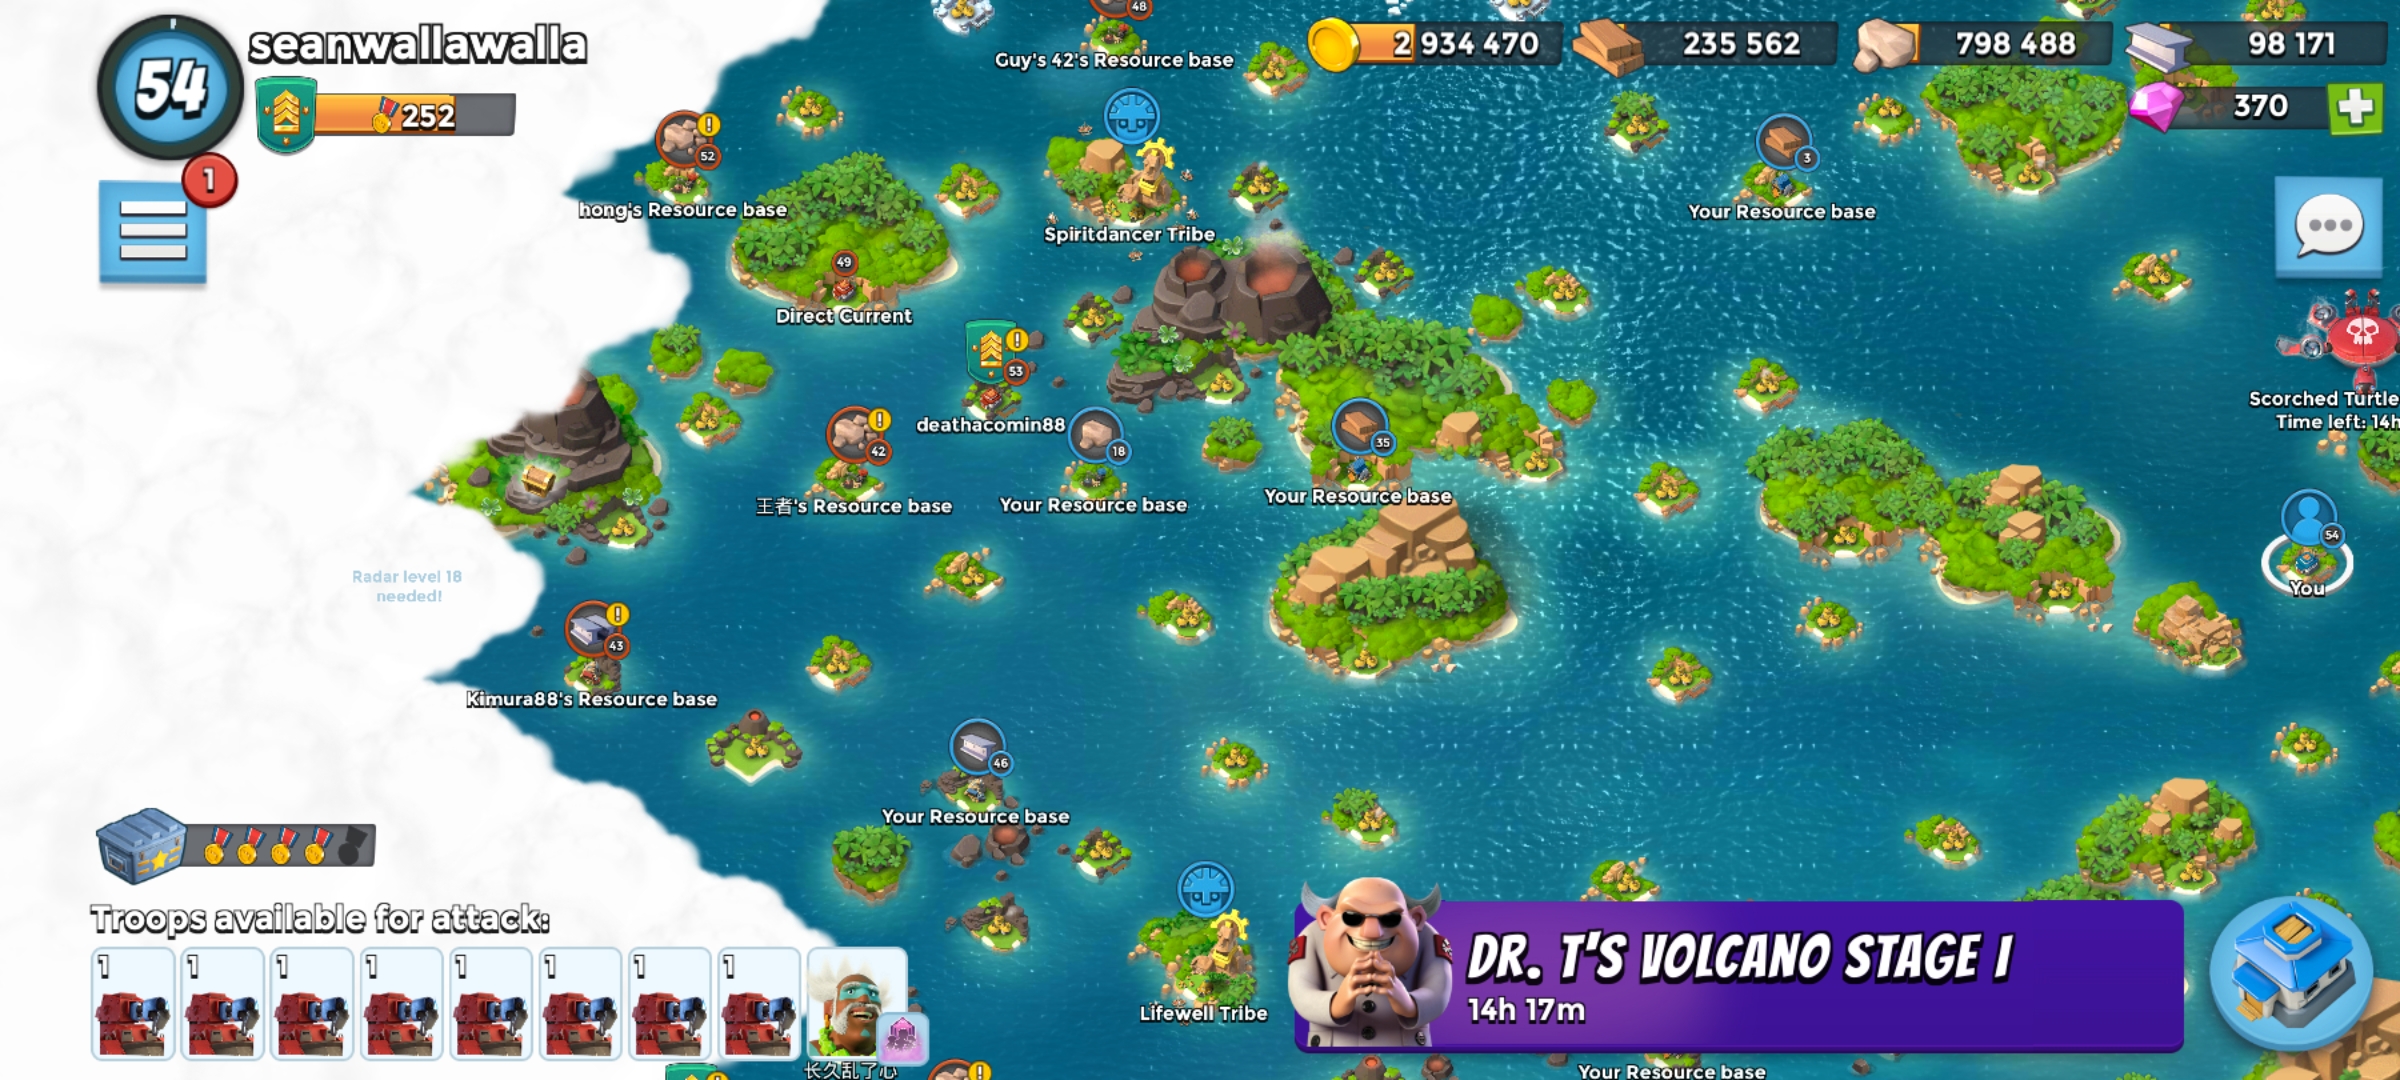 54
seanwallawalla
252
1
48
Guy's 42's Resource base
2 934 470
235 562
798 488
98 171
370
52
hong's Resource base
Spiritdancer Tribe
3
Your Resource base
49
Direct Current
53
deathacomin88
42
王者's Resource base
18
Your Resource base
35
Your Resource base
Scorched Turtle
Time left: 14h
54
You
Radar level 18
needed!
43
Kimura88's Resource base
46
Your Resource base
Lifewell Tribe
Troops available for attack:
1 1 1 1 1 1 1 1
DR. T'S VOLCANO STAGE I
14h 17m
长久乱了心
Your Resource base